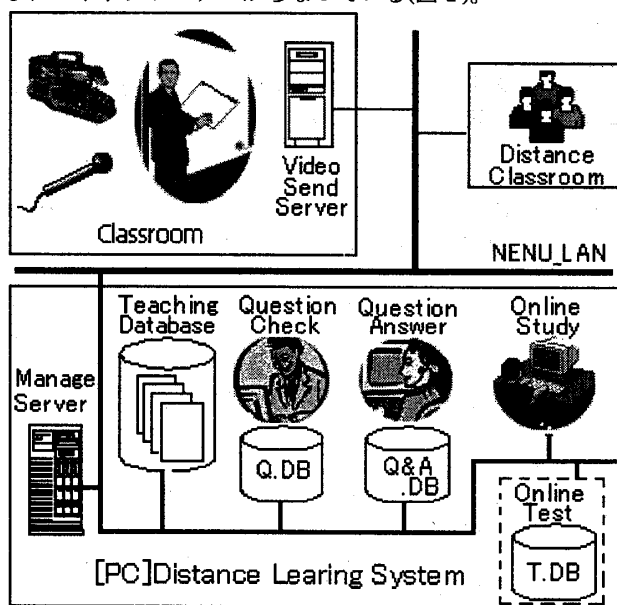 Video
Send
Server
Classroom
Distance
Classroom
NENU_LAN
Teaching
Database
Question
Check
Question
Answer
Online
Study
Manage
Server
Q.DB
Q&A
.DB
Online
Test
T.DB
[PC]Distance Learing System